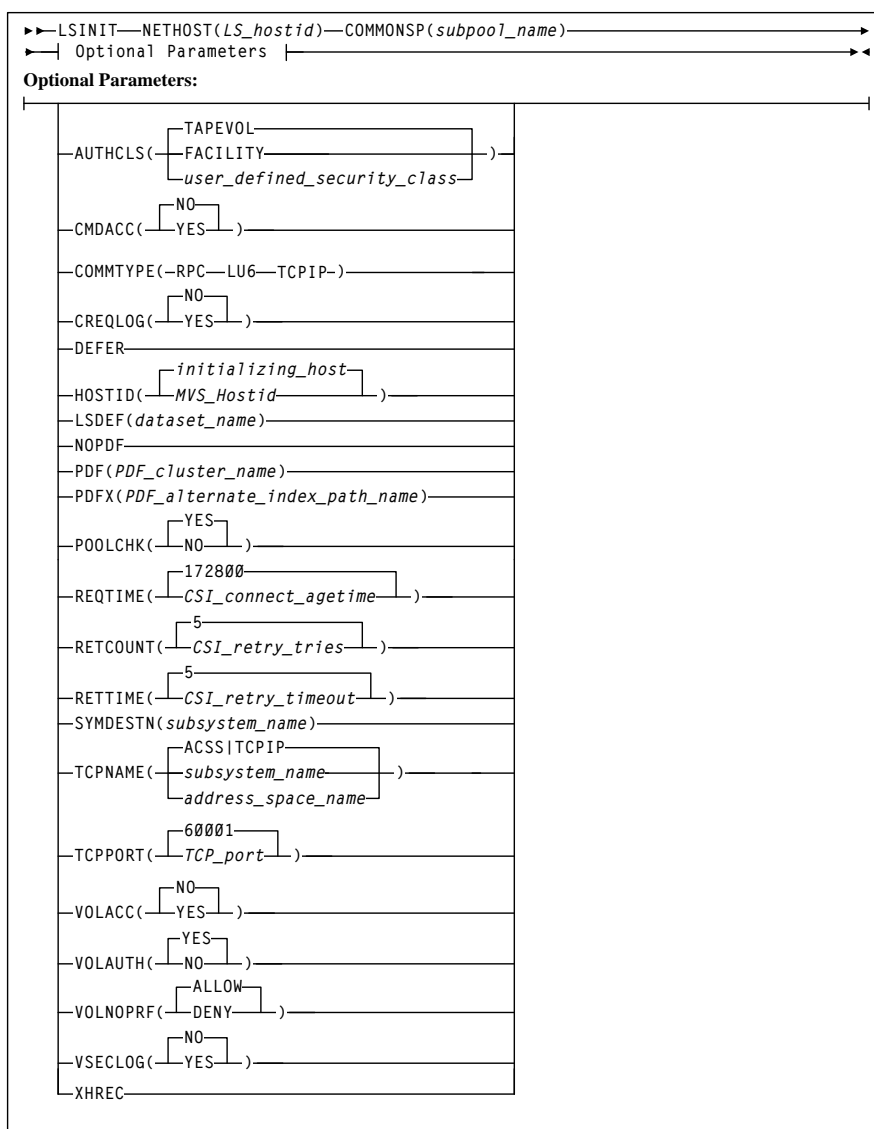 LSINIT NETHOST(LS_hostid) COMMONSP(subpool_name)
Optional Parameters
Optional Parameters:
TAPEVOL
AUTHCLS( FACILITY )
user_defined_security_class
NO
CMDACC( YES )
COMMTYPE( RPC LU6 TCPIP )
NO
CREQLOG( YES )
DEFER
initializing_host
HOSTID( MVS_Hostid )
LSDEF(dataset_name)
NOPDF
PDF(PDF_cluster_name)
PDFX(PDF_alternate_index_path_name)
YES
POOLCHK( NO )
172800
REQTIME( CSI_connect_agetime )
5
RETCOUNT( CSI_retry_tries )
5
RETTIME( CSI_retry_timeout )
SYMDESTN(subsystem_name)
ACSS|TCPIP
TCPNAME( subsystem_name )
address_space_name
60001
TCPPORT( TCP_port )
NO
VOLACC( YES )
YES
VOLAUTH( NO )
ALLOW
VOLNOPRF( DENY )
NO
VSECLOG( YES )
XHREC